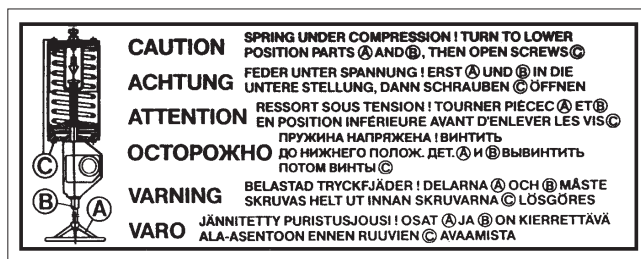 CAUTION SPRING UNDER COMPRESSION ! TURN TO LOWER
POSITION PARTS Ⓐ AND Ⓑ, THEN OPEN SCREWS Ⓒ
ACHTUNG FEDER UNTER SPANNUNG ! ERST Ⓐ UND Ⓑ IN DIE
UNTERE STELLUNG, DANN SCHRAUBEN Ⓒ ÖFFNEN
ATTENTION RESSORT SOUS TENSION ! TOURNER PIÉCEC Ⓐ ET Ⓑ
EN POSITION INFÉRIEURE AVANT D'ENLEVER LES VIS Ⓒ
ОСТОРОЖНО ПРУЖИНА НАПРЯЖЕНА ! ВИНТИТЬ
ДО НИЖНЕГО ПОЛОЖ. ДЕТ. Ⓐ И Ⓑ ВЫВИНТИТЬ
ПОТОМ ВИНТЫ Ⓒ
VARNING BELASTAD TRYCKFJÄDER ! DELARNA Ⓐ OCH Ⓑ MÅSTE
SKRUVAS HELT UT INNAN SKRUVARNA Ⓒ LÖSGÖRES
VARO JÄNNITETTY PURISTUSJOUSI ! OSAT Ⓐ JA Ⓑ ON KIERRETTÄVÄ
ALA-ASENTOON ENNEN RUUVIEN Ⓒ AVAAMISTA
Ⓒ
Ⓑ
Ⓐ